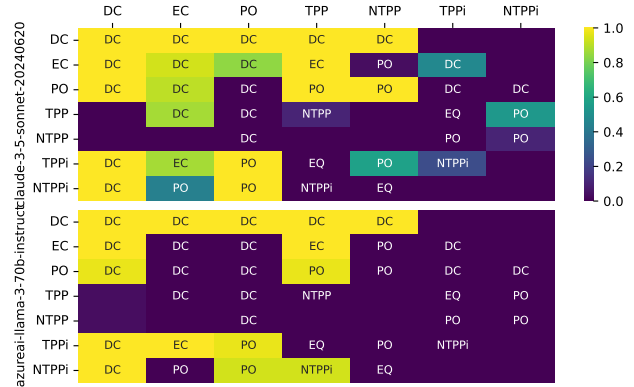 DC EC PO TPP NTPP TPPi NTPPi
claude-3-5-sonnet-20240620
DC DC DC DC DC DC
EC DC DC DC EC PO DC
PO DC DC DC PO PO DC DC
TPP DC DC NTPP EQ PO
NTPP DC PO PO
TPPi DC EC PO EQ PO NTPPi
NTPPi DC PO PO NTPPi EQ
1.0
0.8
0.6
0.4
0.2
0.0
azureai-llama-3-70b-instruct
DC DC DC DC DC DC
EC DC DC DC EC PO DC
PO DC DC DC PO PO DC DC
TPP DC DC NTPP EQ PO
NTPP DC PO PO
TPPi DC EC PO EQ PO NTPPi
NTPPi DC PO PO NTPPi EQ